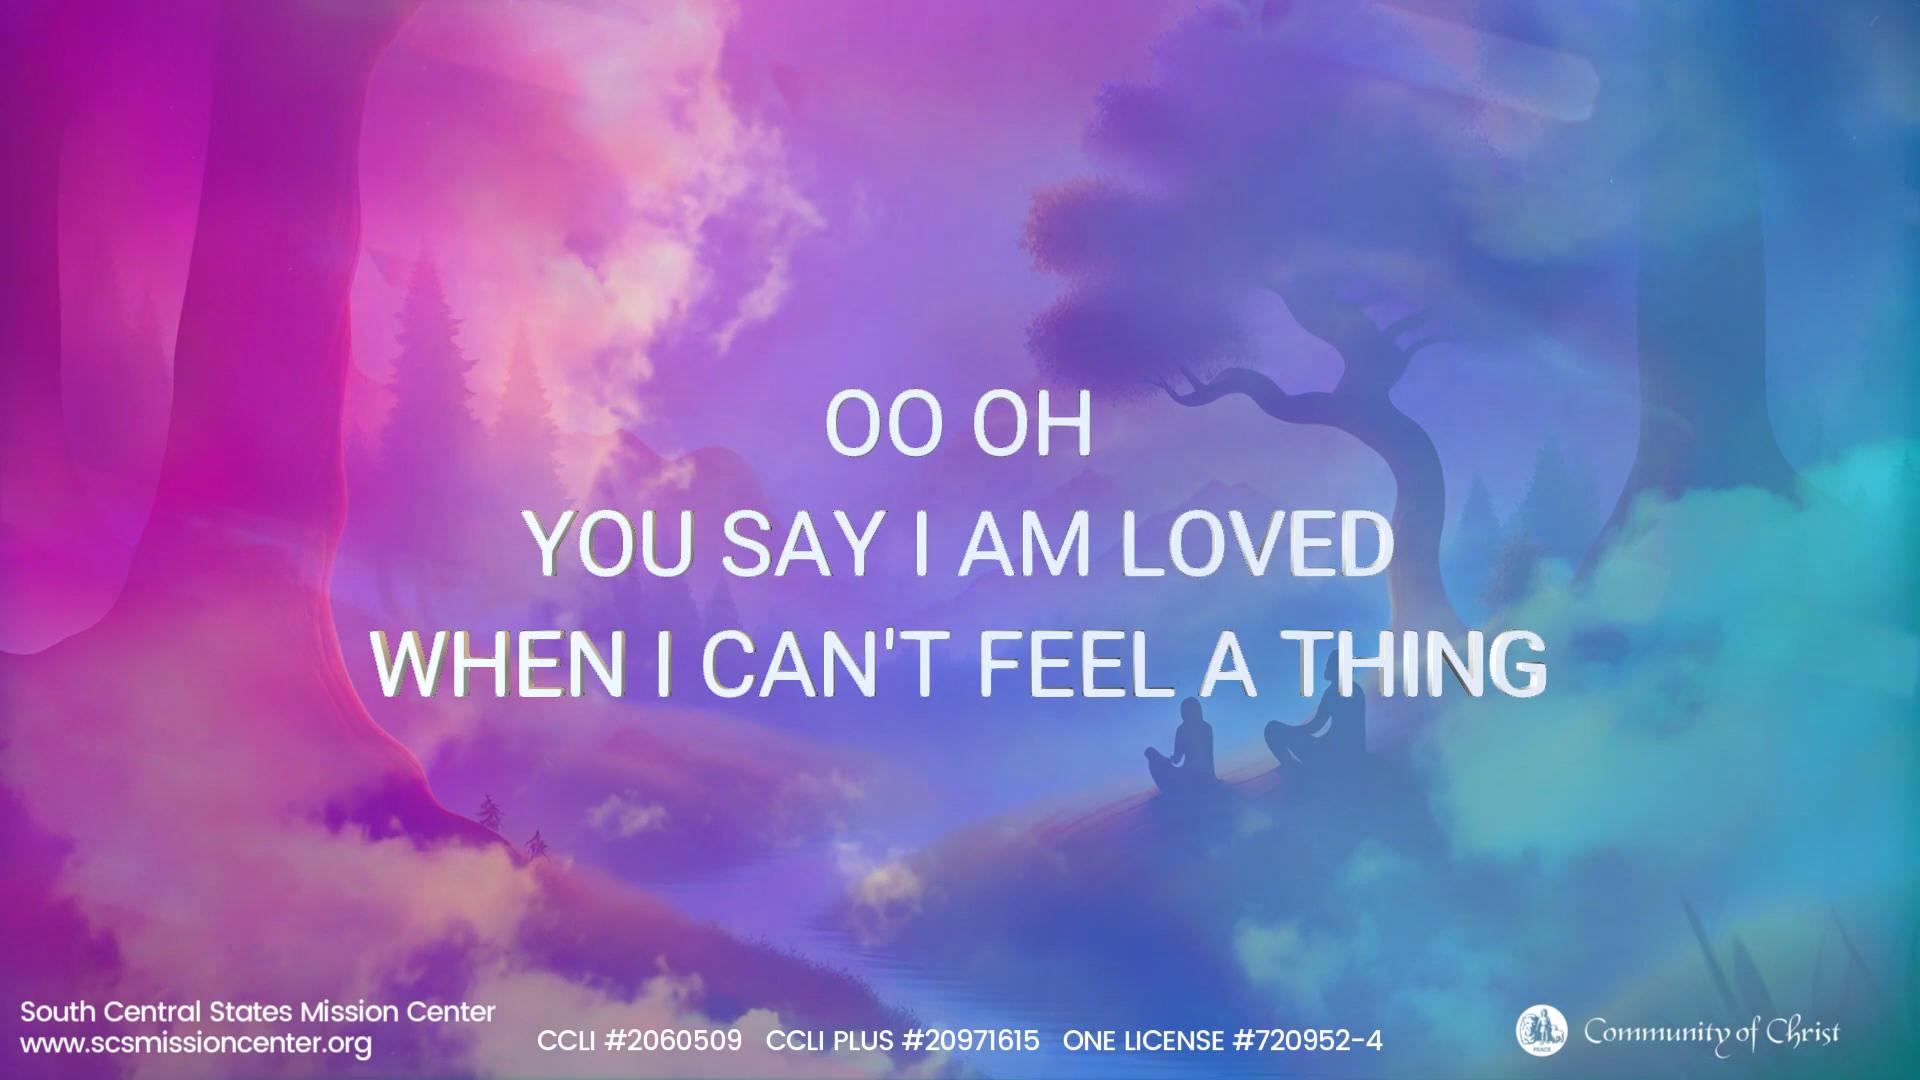 OO OH
YOU SAY I AM LOVED
WHEN I CAN'T FEEL A THING
South Central States Mission Center
www.scsmissioncenter.org
CCLI #2060509 CCLI PLUS #20971615 ONE LICENSE #720952-4
PEACE
Community of Christ